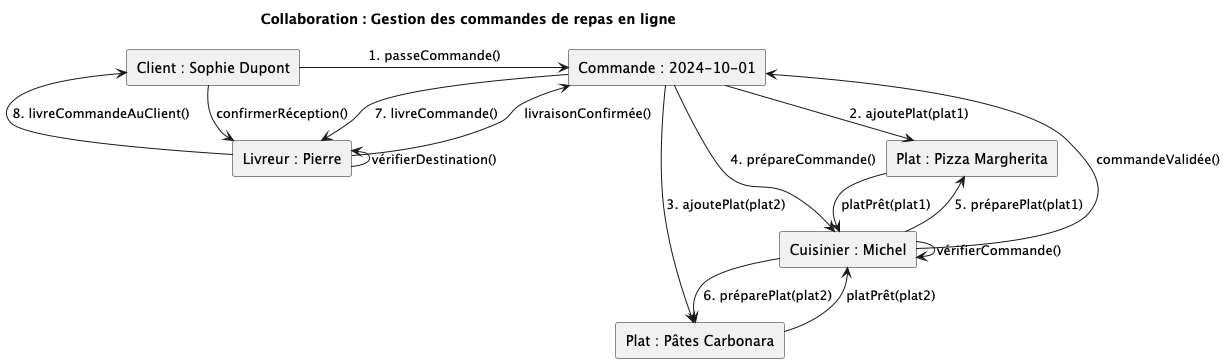 Collaboration : Gestion des commandes de repas en ligne
1. passeCommande()
Client : Sophie Dupont
Commande : 2024-10-01
8. livreCommandeAuClient()
confirmerRéception()
7. livreCommande()
livraisonConfirmée()
2. ajoutePlat(plat1)
Livreur : Pierre
vérifierDestination()
4. prépareCommande()
Plat : Pizza Margherita
commandeValidée()
3. ajoutePlat(plat2)
platPrêt(plat1)
5. préparePlat(plat1)
Cuisinier : Michel
vérifierCommande()
6. préparePlat(plat2)
platPrêt(plat2)
Plat : Pâtes Carbonara